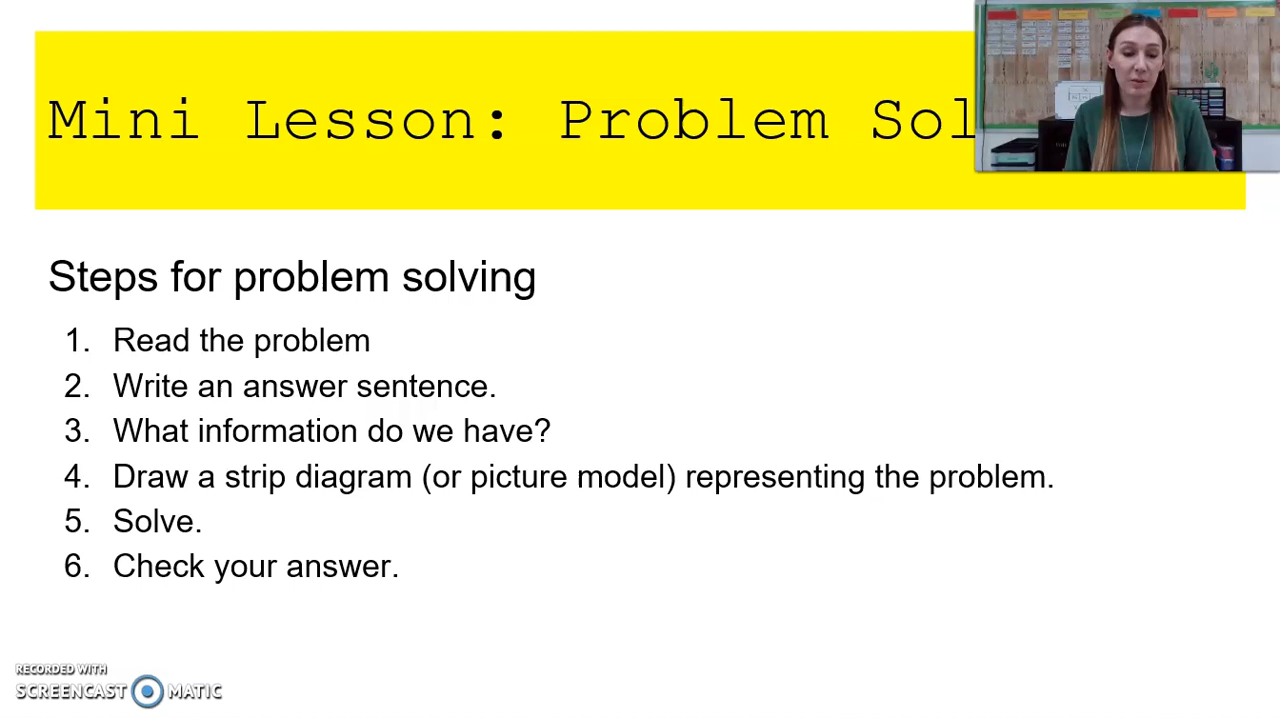 Mini Lesson: Problem Sol
Steps for problem solving
1. Read the problem
2. Write an answer sentence.
3. What information do we have?
4. Draw a strip diagram (or picture model) representing the problem.
5. Solve.
6. Check your answer.
RECORDED WITH
SCREENCAST MATIC